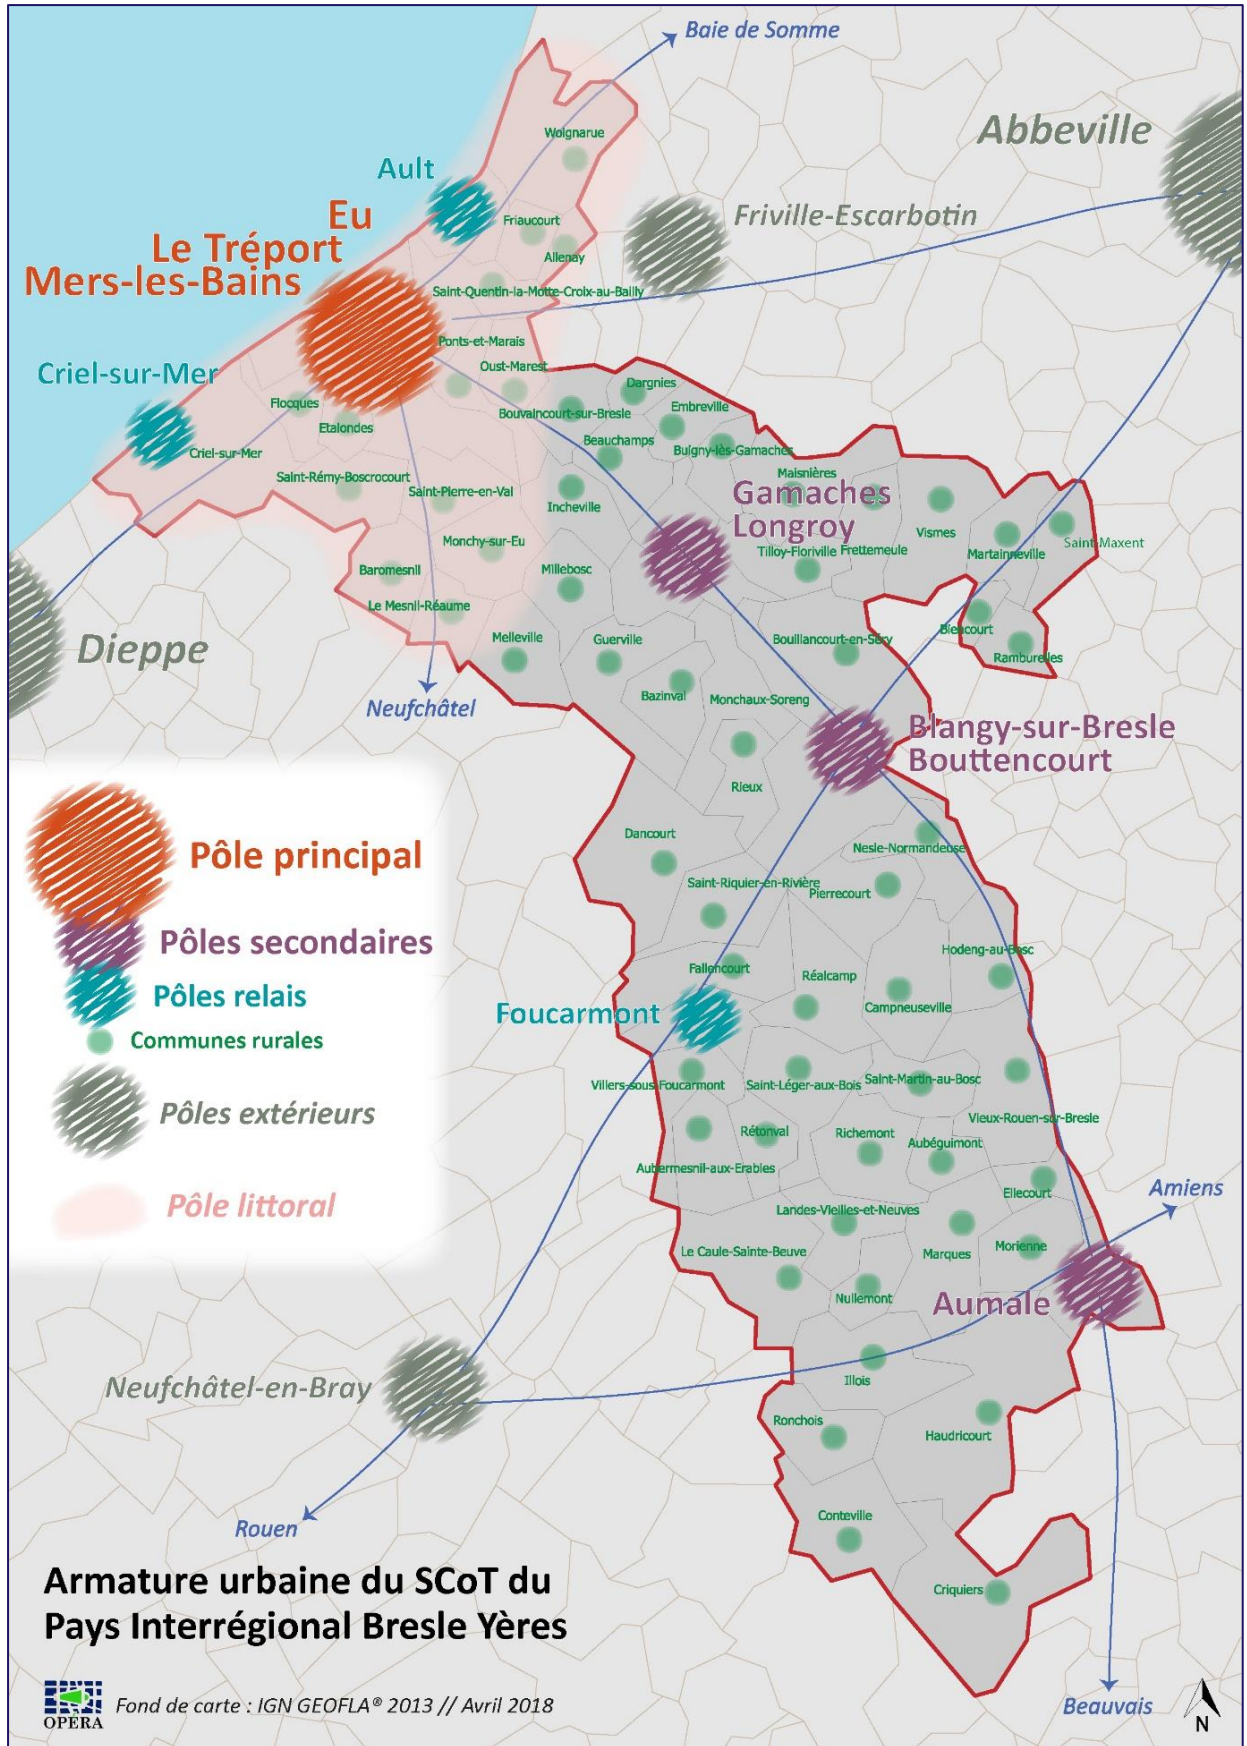 Baie de Somme
Abbeville
Woignarue
Ault
Friville-Escarbotin
Eu
Friaucourt
Le Tréport
Allenay
Mers-les-Bains
Saint-Quentin-la-Motte-Croix-au-Bailly
Ponts-et-Marais
Oust-Marest
Criel-sur-Mer
Dargnies
Flocques
Embreville
Bouvaincourt-sur-Bresle
Etalondes
Beauchamps
Buigny-lès-Gamaches
Criel-sur-Mer
Maisnières
Saint-Rémy-Boscrocourt
Saint-Pierre-en-Val
Gamaches
Longroy
Incheville
Vismes
Monchy-sur-Eu
Saint-Maxent
Tilloy-Floriville
Frettemeule
Martainneville
Baromesnil
Millebosc
Le Mesnil-Réaume
Biencourt
Dieppe
Melleville
Guerville
Bouillancourt-en-Séry
Ramburelles
Bazinval
Monchaux-Soreng
Neufchâtel
Blangy-sur-Bresle
Bouttencourt
Rieux
Dancourt
Nesle-Normandeuse
Pôle principal
Saint-Riquier-en-Rivière
Pierrecourt
Pôles secondaires
Hodeng-au-Bosc
Fallencourt
Réalcamp
Pôles relais
Campneuseville
Foucarmont
Communes rurales
Villers-sous-Foucarmont
Saint-Léger-aux-Bois
Saint-Martin-au-Bosc
Pôles extérieurs
Vieux-Rouen-sur-Bresle
Rétonval
Richemont
Aubéguimont
Aubermesnil-aux-Erables
Amiens
Ellecourt
Pôle littoral
Landes-Vieilles-et-Neuves
Le Caule-Sainte-Beuve
Marques
Morienne
Nullemont
Aumale
Neufchâtel-en-Bray
Illois
Ronchois
Haudricourt
Conteville
Rouen
Criquiers
Armature urbaine du SCoT du
Pays Interrégional Bresle Yères
Beauvais
Fond de carte : IGN GEOFLA® 2013 // Avril 2018
OPÉRA
N